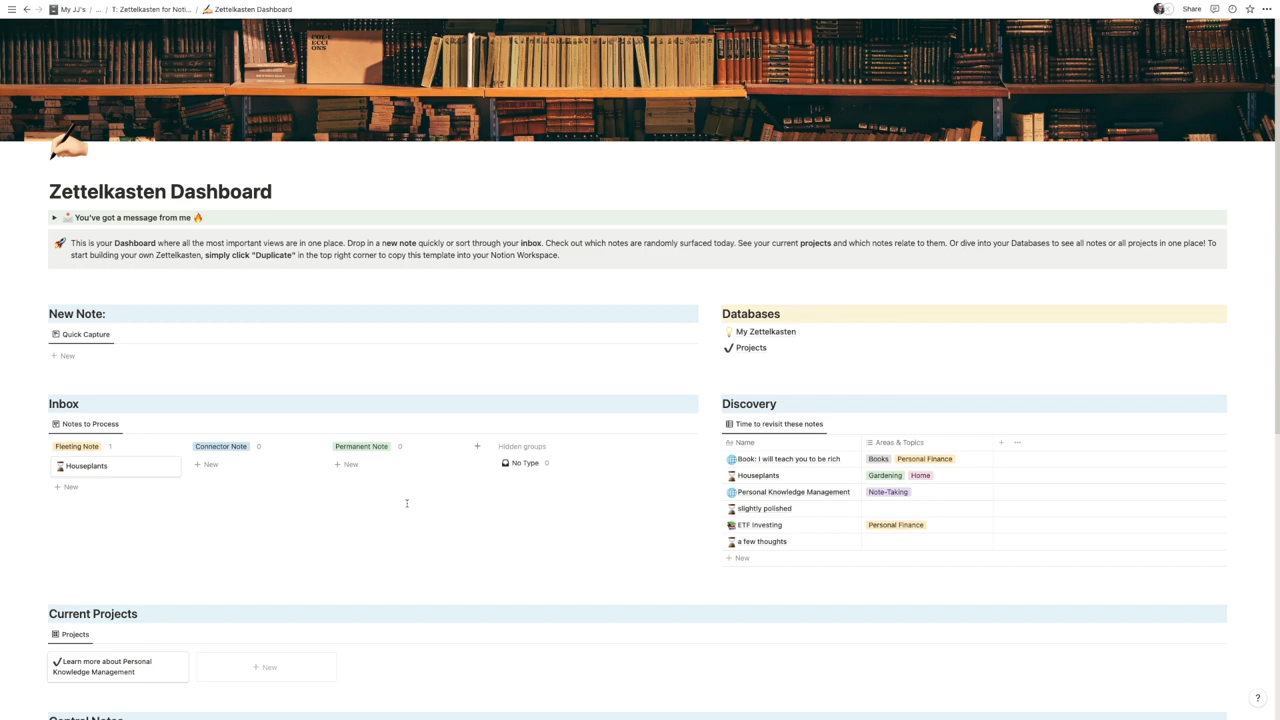 My JJ's / ... / T: Zettelkasten for Noti... / Zettelkasten Dashboard
Share
COLL
ECCI
ONS
Zettelkasten Dashboard
You've got a message from me
This is your Dashboard where all the most important views are in one place. Drop in a new note quickly or sort through your inbox. Check out which notes are randomly surfaced today. See your current projects and which notes relate to them. Or dive into your Databases to see all notes or all projects in one place! To
start building your own Zettelkasten, simply click "Duplicate" in the top right corner to copy this template into your Notion Workspace.
New Note:
Quick Capture
+ New
Databases
My Zettelkasten
Projects
Inbox
Notes to Process
Fleeting Note 1
Connector Note 0
Permanent Note 0
+
Hidden groups
Houseplants
+ New
+ New
No Type 0
+ New
Discovery
Time to revisit these notes
Name
Areas & Topics
+ ...
Book: I will teach you to be rich
Books Personal Finance
Houseplants
Gardening Home
Personal Knowledge Management
Note-Taking
slightly polished
ETF Investing
Personal Finance
a few thoughts
+ New
Current Projects
Projects
Learn more about Personal
Knowledge Management
+ New
?